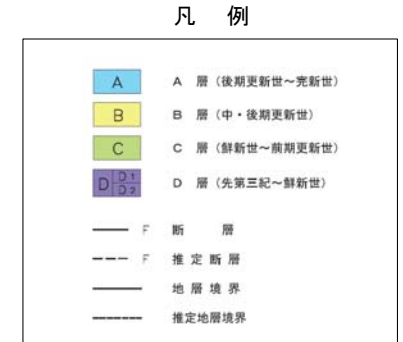 凡 例
A A 層(後期更新世~完新世)
B B 層(中・後期更新世)
C C 層(鮮新世~前期更新世)
D D1 D2 D 層(先第三紀~鮮新世)
F 断 層
F 推 定 断 層
地 層 境 界
推定地層境界